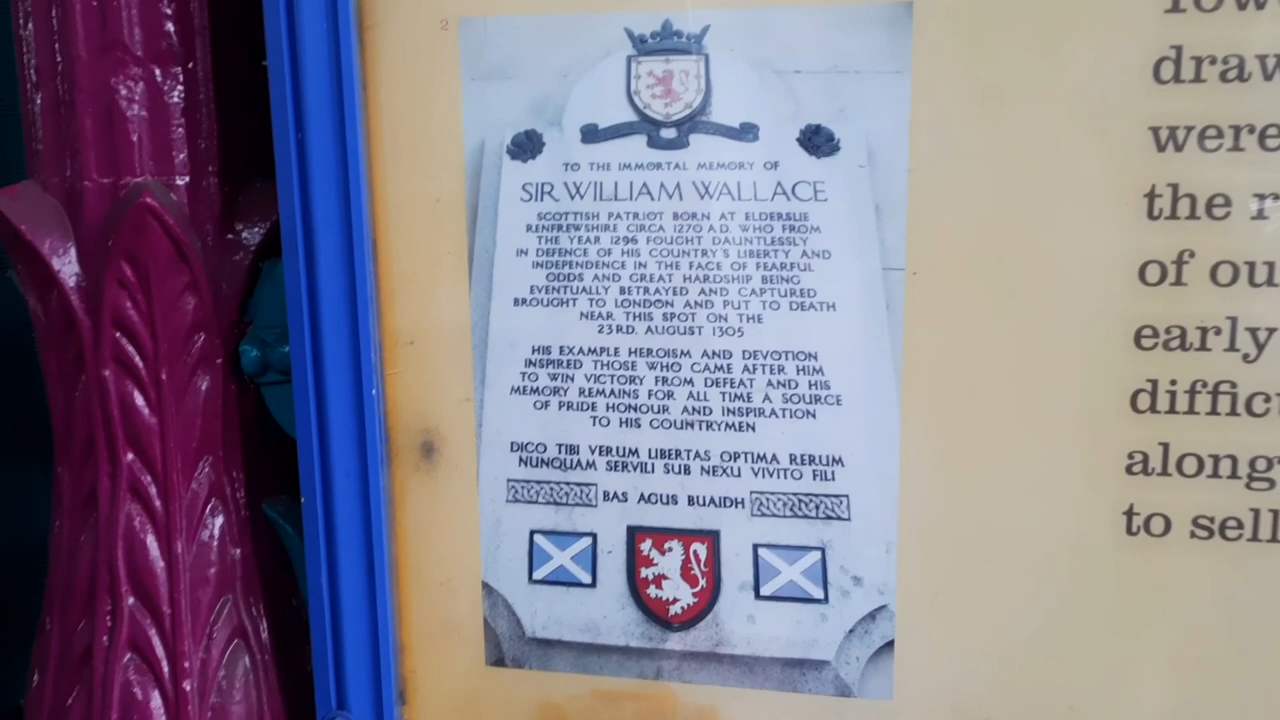 2
TO THE IMMORTAL MEMORY OF
SIR WILLIAM WALLACE
SCOTTISH PATRIOT BORN AT ELDERSLIE
RENFREWSHIRE CIRCA 1270 A.D. WHO FROM
THE YEAR 1296 FOUGHT DAUNTLESSLY
IN DEFENCE OF HIS COUNTRY'S LIBERTY AND
INDEPENDENCE IN THE FACE OF FEARFUL
ODDS AND GREAT HARDSHIP BEING
EVENTUALLY BETRAYED AND CAPTURED
BROUGHT TO LONDON AND PUT TO DEATH
NEAR THIS SPOT ON THE
23RD. AUGUST 1305
HIS EXAMPLE HEROISM AND DEVOTION
INSPIRED THOSE WHO CAME AFTER HIM
TO WIN VICTORY FROM DEFEAT AND HIS
MEMORY REMAINS FOR ALL TIME A SOURCE
OF PRIDE HONOUR AND INSPIRATION
TO HIS COUNTRYMEN
DICO TIBI VERUM LIBERTAS OPTIMA RERUM
NUNQUAM SERVILI SUB NEXU VIVITO FILI
BAS AGUS BUAIDH
draw
were
the r
of ou
early
diffic
along
to sell